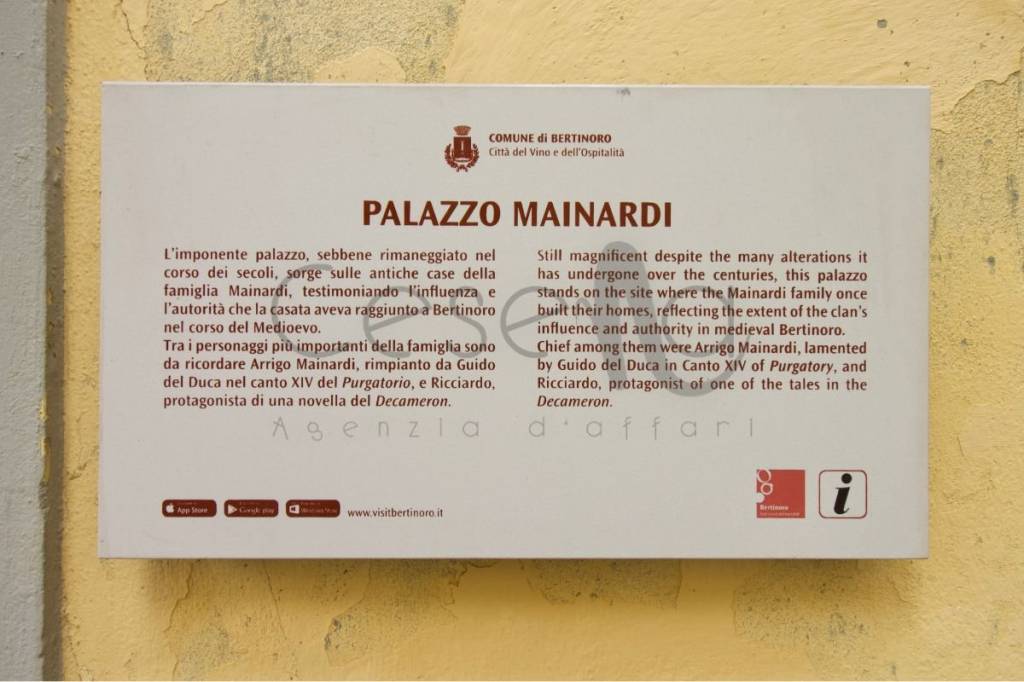 COMUNE di BERTINORO
Città del Vino e dell'Ospitalità
PALAZZO MAINARDI
L'imponente palazzo, sebbene rimaneggiato nel
corso dei secoli, sorge sulle antiche case della
famiglia Mainardi, testimoniando l'influenza e
l'autorità che la casata aveva raggiunto a Bertinoro
nel corso del Medioevo.
Tra i personaggi più importanti della famiglia sono
da ricordare Arrigo Mainardi, rimpianto da Guido
del Duca nel canto XIV del Purgatorio, e Ricciardo,
protagonista di una novella del Decameron.
Still magnificent despite the many alterations it
has undergone over the centuries, this palazzo
stands on the site where the Mainardi family once
built their homes, reflecting the extent of the clan's
influence and authority in medieval Bertinoro.
Chief among them were Arrigo Mainardi, lamented
by Guido del Duca in Canto XIV of Purgatory, and
Ricciardo, protagonist of one of the tales in the
Decameron.
Agenzia d'affari
App Store
Google play
Windows Store
www.visitbertinoro.it
Bertinoro
i